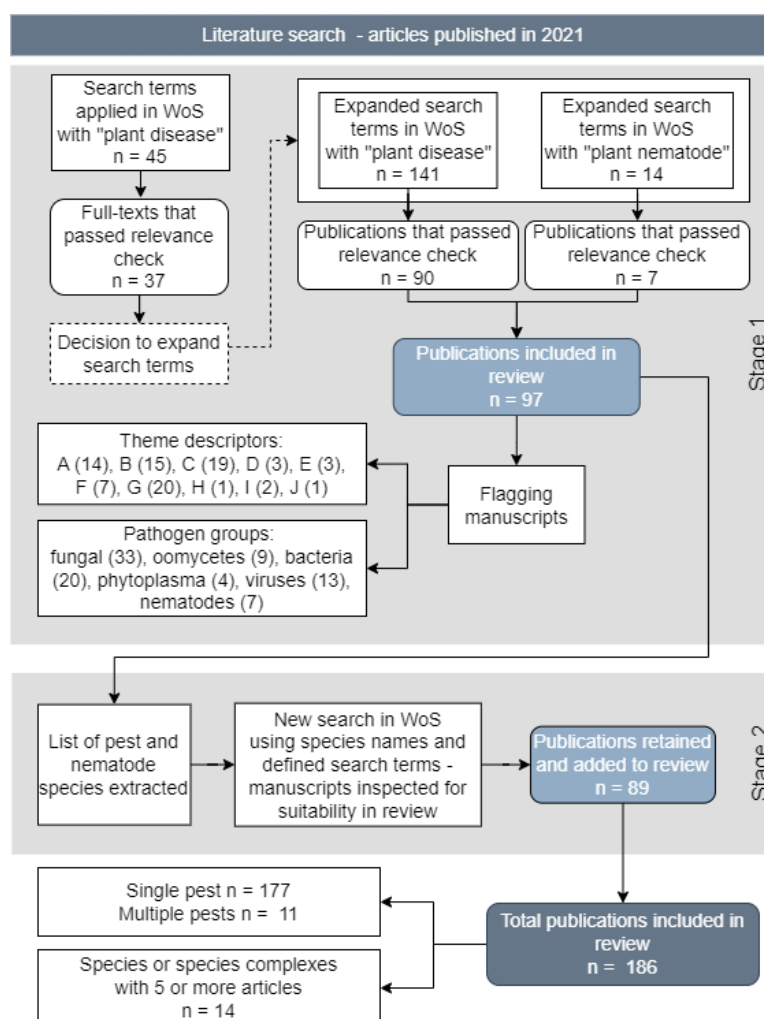 Literature search - articles published in 2021
Search terms
applied in WoS
with "plant disease"
n = 45
Full-texts that
passed relevance
check
n = 37
Decision to expand
search terms
Expanded search
terms in WoS
with "plant disease"
n = 141
Expanded search
terms in WoS
with "plant nematode"
n = 14
Publications that passed
relevance check
n = 90
Publications that passed
relevance check
n = 7
Publications included in
review
n = 97
Stage 1
Flagging
manuscripts
Theme descriptors:
A (14), B (15), C (19), D (3), E (3),
F (7), G (20), H (1), I (2), J (1)
Pathogen groups:
fungal (33), oomycetes (9), bacteria
(20), phytoplasma (4), viruses (13),
nematodes (7)
List of pest and
nematode
species extracted
New search in WoS
using species names and
defined search terms -
manuscripts inspected for
suitability in review
Publications retained
and added to review
n = 89
Stage 2
Single pest n = 177
Multiple pests n = 11
Species or species complexes
with 5 or more articles
n = 14
Total publications included in
review
n = 186